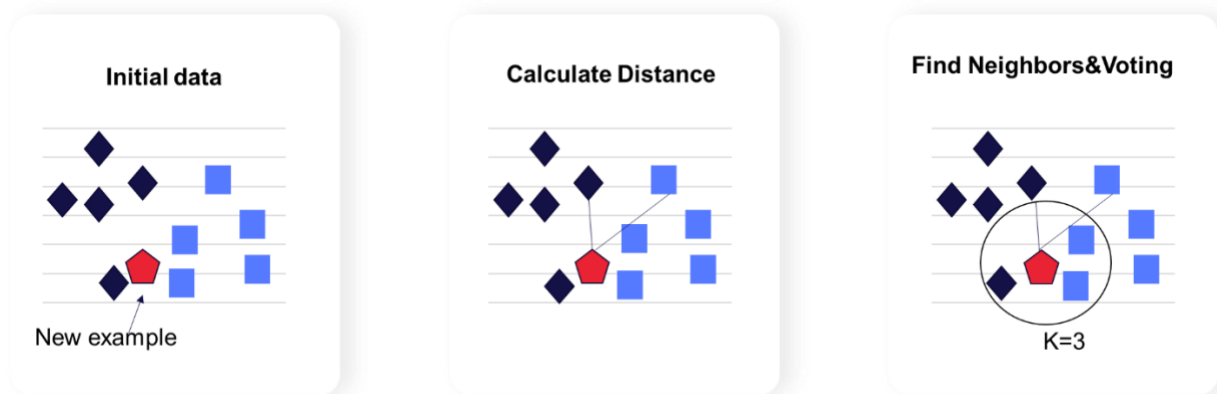 Initial data
New example
Calculate Distance
Find Neighbors&Voting
K=3